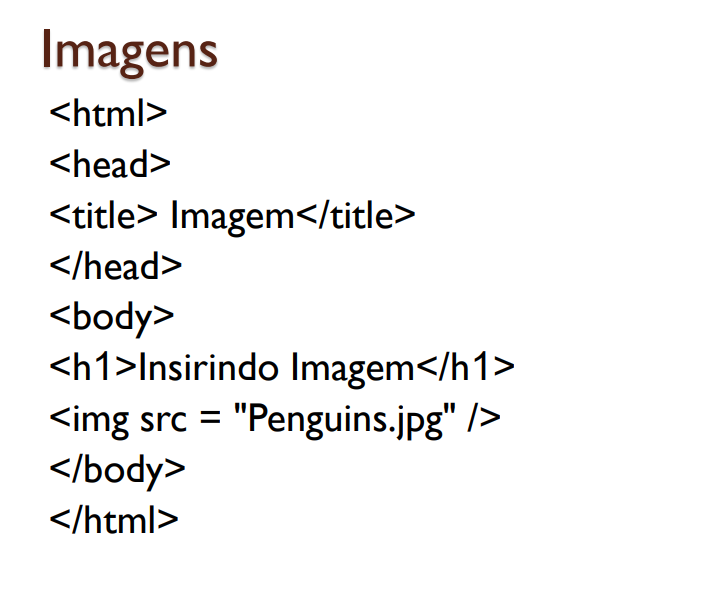 Imagens
<html>
<head>
<title> Imagem</title>
</head>
<body>
<h1>Insirindo Imagem</h1>
<img src = "Penguins.jpg" />
</body>
</html>